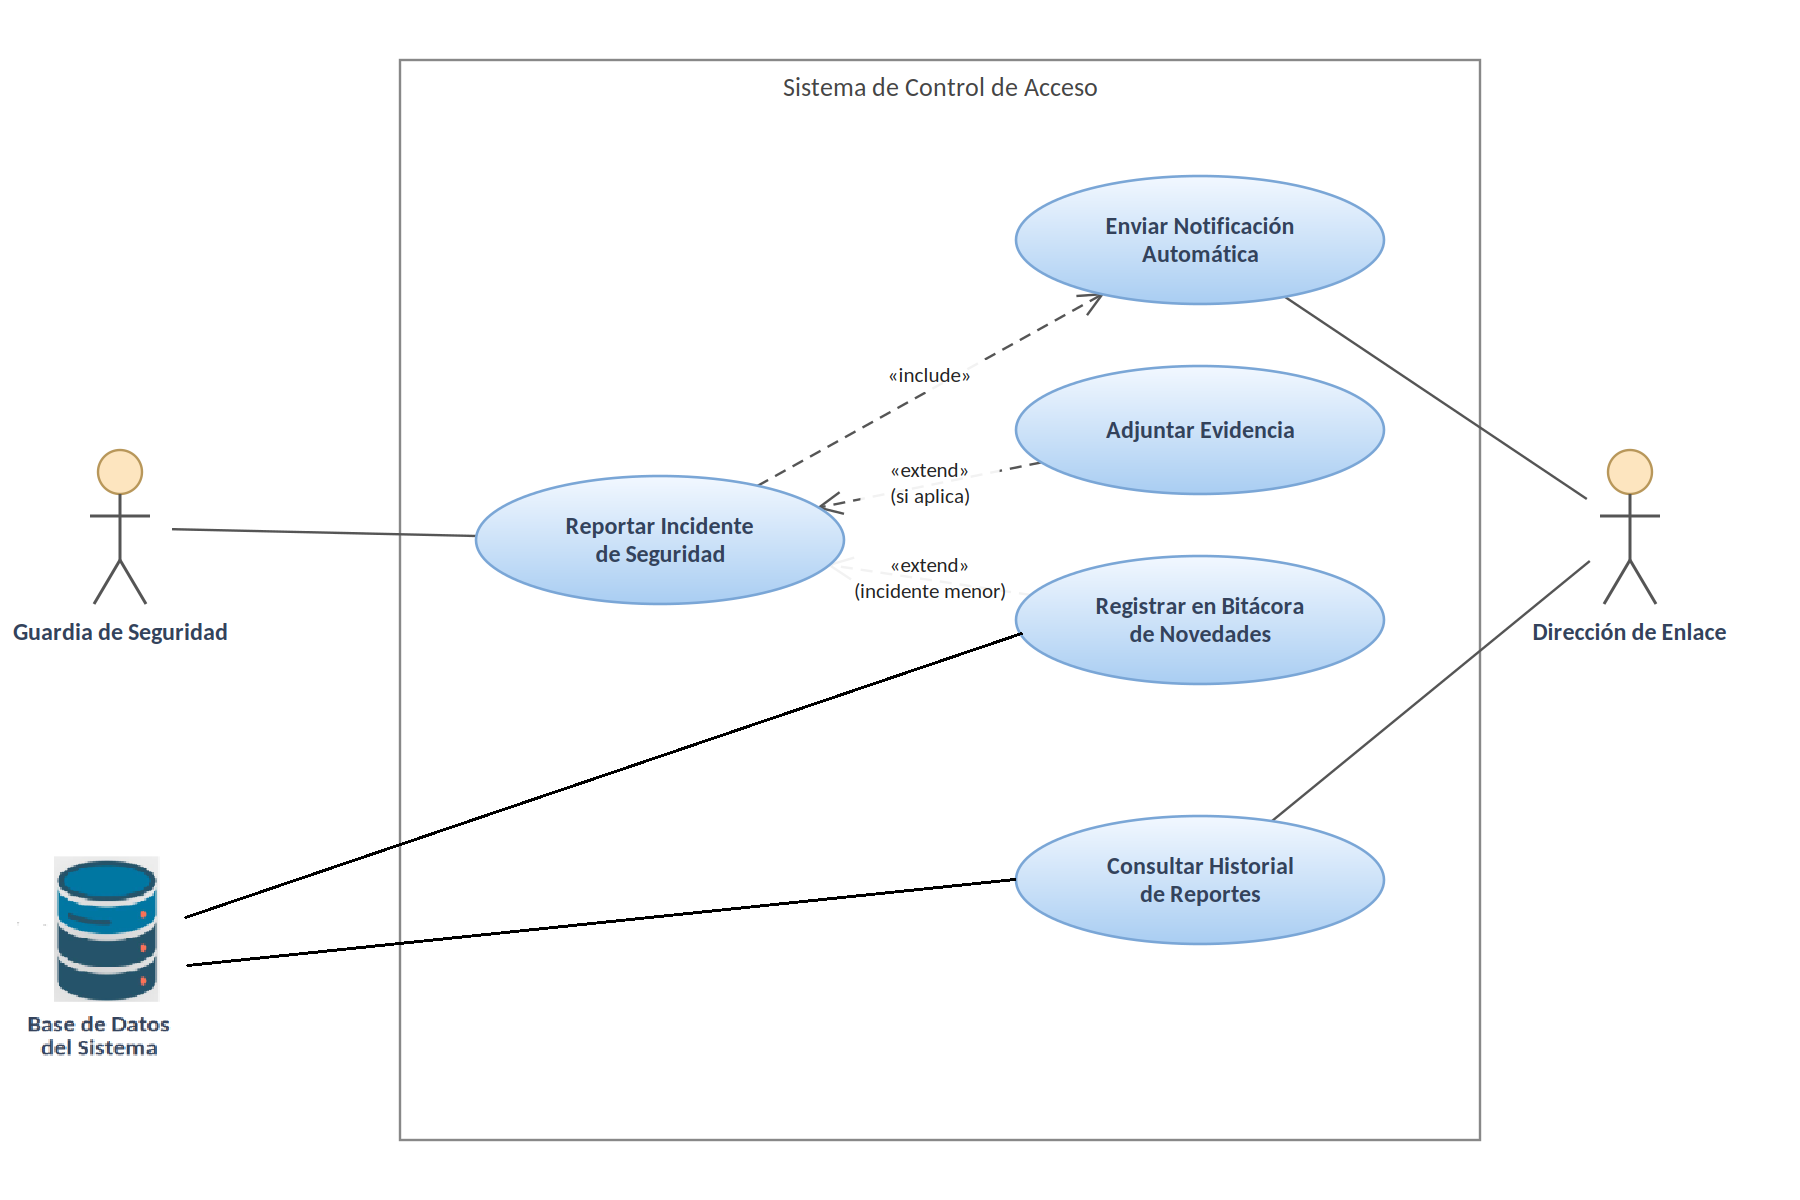 Sistema de Control de Acceso
Enviar Notificación
Automática
«include»
Adjuntar Evidencia
«extend»
(si aplica)
Reportar Incidente
de Seguridad
«extend»
(incidente menor)
Registrar en Bitácora
de Novedades
Guardia de Seguridad
Dirección de Enlace
Consultar Historial
de Reportes
Base de Datos
del Sistema